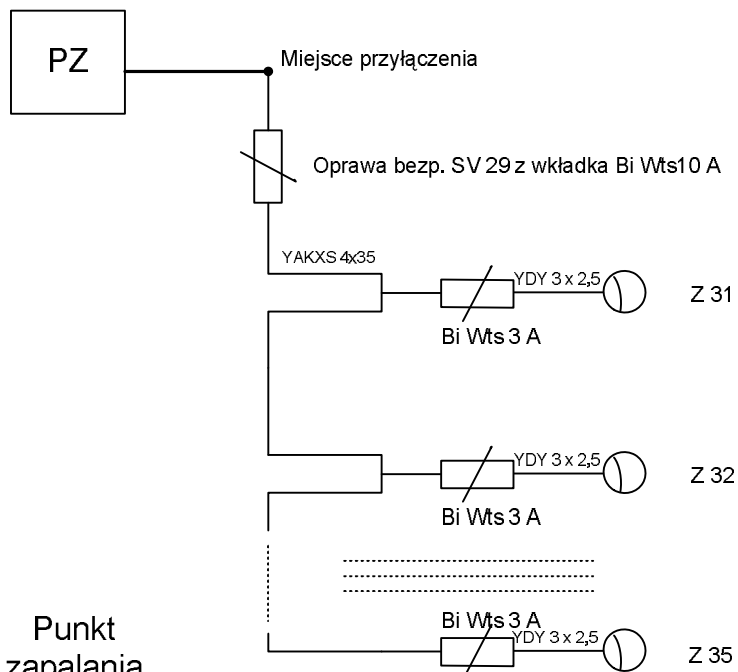 PZ
Miejsce przyłączenia
Oprawa bezp. SV 29 z wkładka Bi Wts10 A
YAKXS 4x35
YDY 3 x 2,5
Z 31
Bi Wts 3 A
YDY 3 x 2,5
Z 32
Bi Wts 3 A
Bi Wts 3 A
YDY 3 x 2,5
Z 35
Punkt
zapalania